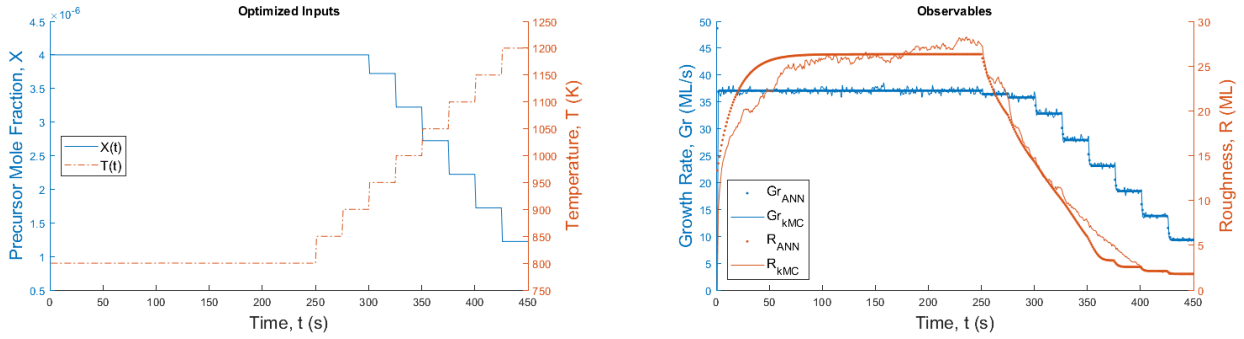 Optimized Inputs
×10⁻⁶
4.5
4
3.5
3
2.5
2
1.5
1
0.5
Precursor Mole Fraction, X
X(t)
T(t)
1250
1200
1150
1100
1050
1000
950
900
850
800
750
Temperature, T (K)
0 50 100 150 200 250 300 350 400 450
Time, t (s)
Observables
50
45
40
35
30
25
20
15
10
5
0
Growth Rate, Gr (ML/s)
Gr_ANN
Gr_kMC
R_ANN
R_kMC
30
25
20
15
10
5
0
Roughness, R (ML)
0 50 100 150 200 250 300 350 400 450
Time, t (s)